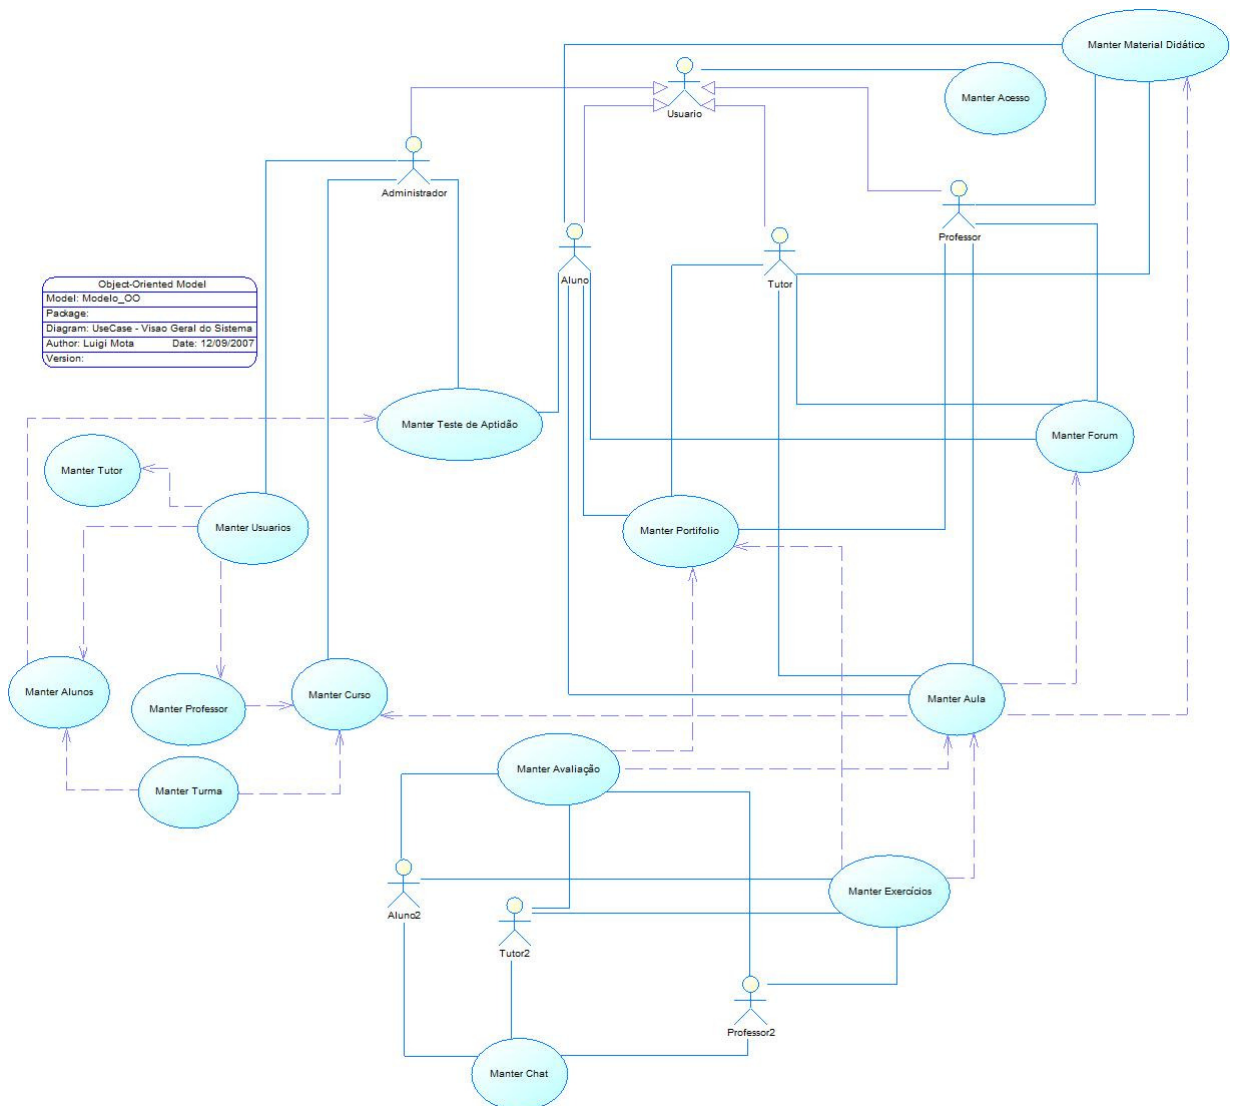 Manter Material Didático
Manter Acesso
Usuario
Administrador
Professor
Aluno
Tutor
Object-Oriented Model
Model: Modelo_OO
Package:
Diagram: UseCase - Visao Geral do Sistema
Author: Luigi Mota Date: 12/09/2007
Version:
Manter Teste de Aptidão
Manter Forum
Manter Tutor
Manter Usuarios
Manter Portifolio
Manter Alunos
Manter Professor
Manter Curso
Manter Aula
Manter Turma
Manter Avaliação
Manter Exercícios
Aluno2
Tutor2
Professor2
Manter Chat